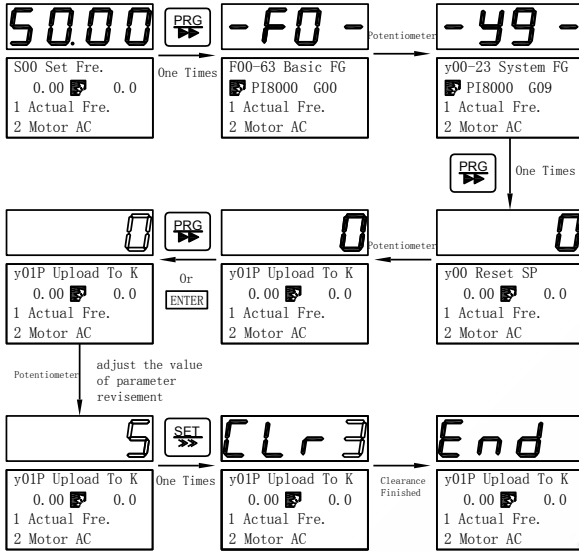 50.00
PRG
-F0-
Potentiometer
-y9-
S00 Set Fre.
0.00 0.0
1 Actual Fre.
2 Motor AC
One Times
F00-63 Basic FG
PI8000 G00
1 Actual Fre.
2 Motor AC
y00-23 System FG
PI8000 G09
1 Actual Fre.
2 Motor AC
PRG
One Times
0
PRG
0
Potentiometer
0
y01P Upload To K
0.00 0.0
1 Actual Fre.
2 Motor AC
Or
ENTER
y01P Upload To K
0.00 0.0
1 Actual Fre.
2 Motor AC
y00 Reset SP
0.00 0.0
1 Actual Fre.
2 Motor AC
Potentiometer
adjust the value
of parameter
revisement
5
SET
CLr3
End
y01P Upload To K
0.00 0.0
1 Actual Fre.
2 Motor AC
One Times
y01P Upload To K
0.00 0.0
1 Actual Fre.
2 Motor AC
Clearance
Finished
y01P Upload To K
0.00 0.0
1 Actual Fre.
2 Motor AC